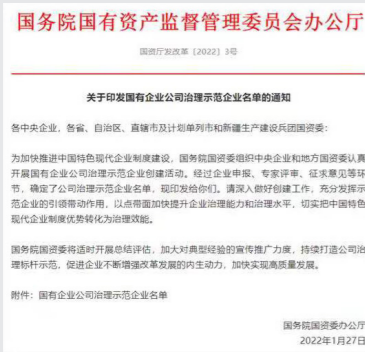 国务院国有资产监督管理委员会办公厅
国资厅发改革〔2022〕3号
关于印发国有企业公司治理示范企业名单的通知
各中央企业，各省、自治区、直辖市及计划单列市和新疆生产建设兵团国资委：
为加快推进中国特色现代企业制度建设，国务院国资委组织中央企业和地方国资委认真
开展国有企业公司治理示范企业创建活动。经过企业申报、专家评审、征求意见等环
节，确定了公司治理示范企业名单，现印发给你们。请深入做好创建工作，充分发挥示
范企业的引领带动作用，以点带面加快提升企业治理能力和治理水平，切实把中国特色
现代企业制度优势转化为治理效能。
国务院国资委将适时开展总结评估，加大对典型经验的宣传推广力度，持续打造公司治
理标杆示范，促进企业不断增强改革发展的内生动力，加快实现高质量发展。
附件：国有企业公司治理示范企业名单
国务院国资委办公厅
2022年1月27日